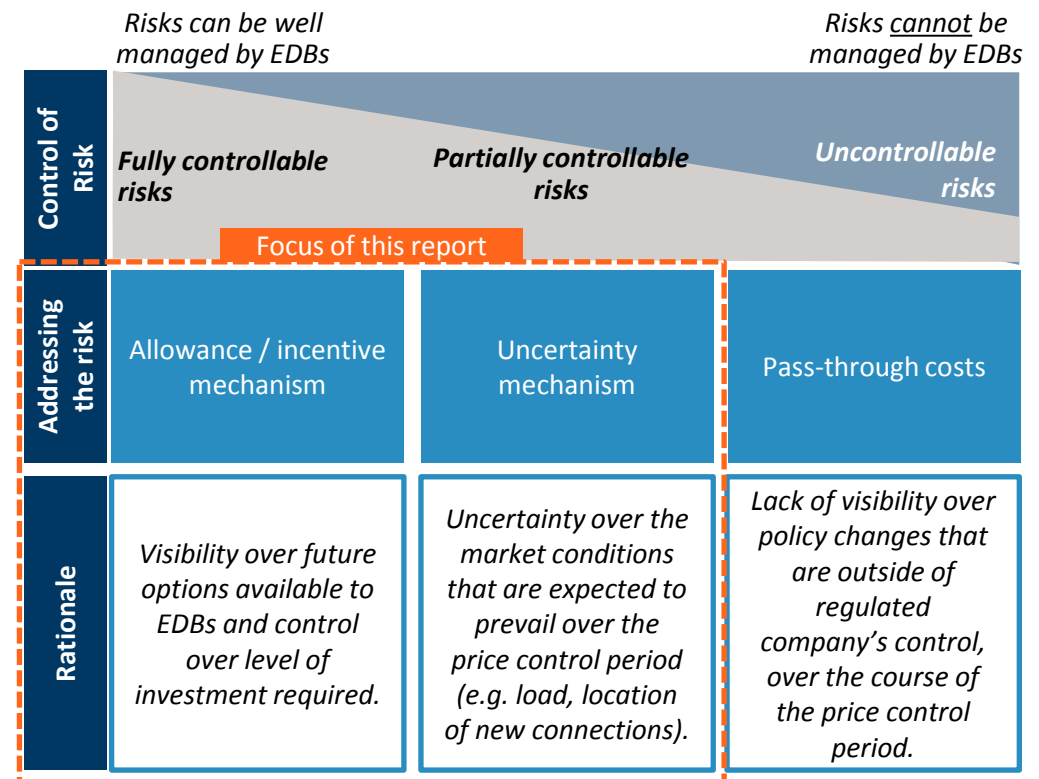 Risks can be well
managed by EDBs
Risks cannot be
managed by EDBs
Control of
Risk
Fully controllable
risks
Partially controllable
risks
Uncontrollable
risks
Focus of this report
Addressing
the risk
Allowance / incentive
mechanism
Uncertainty
mechanism
Pass-through costs
Rationale
Visibility over future
options available to
EDBs and control
over level of
investment required.
Uncertainty over the
market conditions
that are expected to
prevail over the
price control period
(e.g. load, location
of new connections).
Lack of visibility over
policy changes that
are outside of
regulated
company’s control,
over the course of
the price control
period.